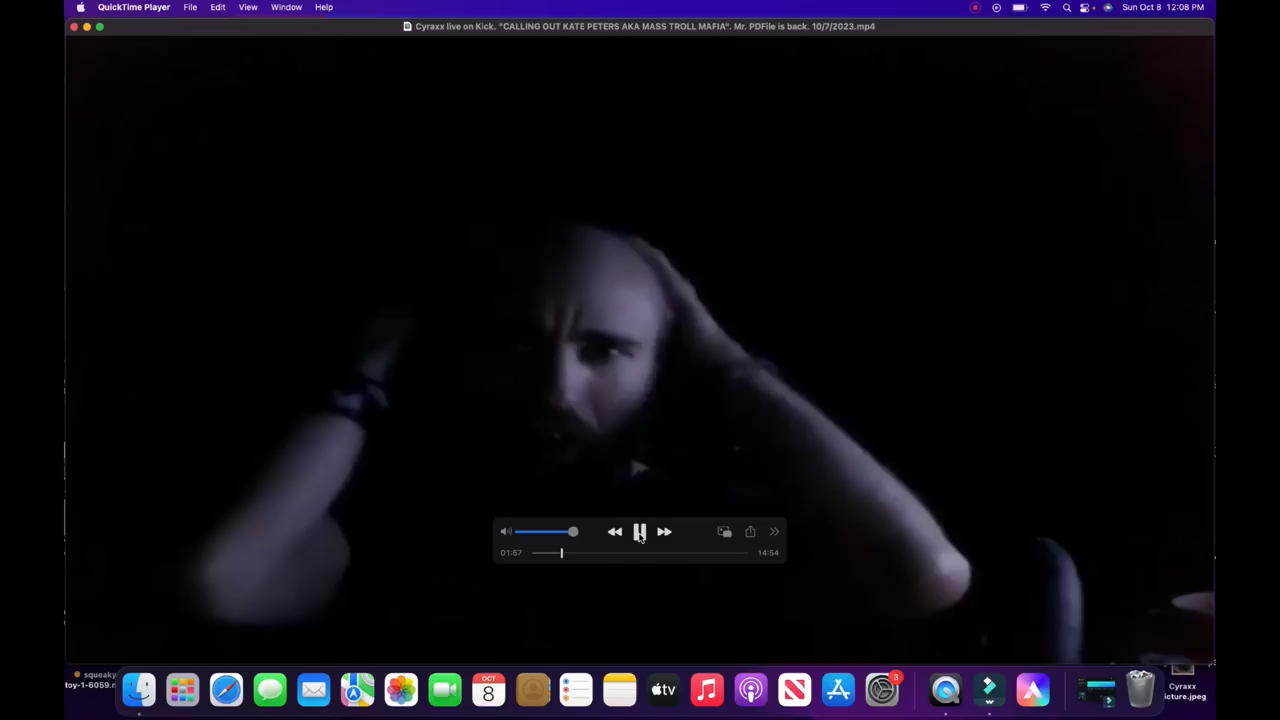 QuickTime Player File Edit View Window Help Sun Oct 8 12:08 PM
Cyraxx live on Kick. "CALLING OUT KATE PETERS AKA MASS TROLL MAFIA". Mr. PDFile is back. 10/7/2023.mp4
01:57 14:54
OCT
8
tv
3
squeaky
toy-1-6059.
Cyraxx
icture.jpeg